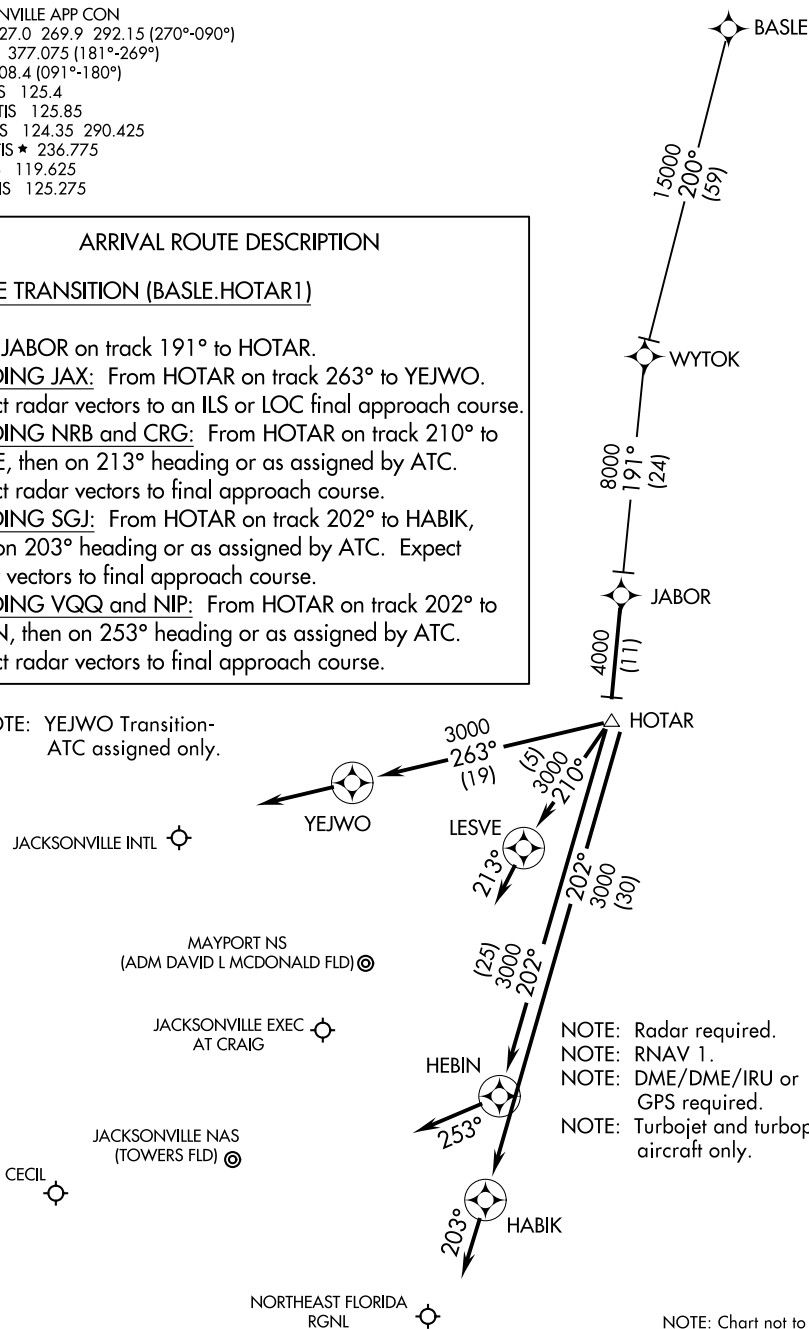 NVILLE APP CON
27.0 269.9 292.15 (270°-090°)
377.075 (181°-269°)
08.4 (091°-180°)
S 125.4
TIS 125.85
S 124.35 290.425
TIS ★ 236.775
119.625
IS 125.275
BASLE
15000
200°
(59)
ARRIVAL ROUTE DESCRIPTION
E TRANSITION (BASLE.HOTAR1)
JABOR on track 191° to HOTAR.
DING JAX: From HOTAR on track 263° to YEJWO.
ct radar vectors to an ILS or LOC final approach course.
DING NRB and CRG: From HOTAR on track 210° to
E, then on 213° heading or as assigned by ATC.
ct radar vectors to final approach course.
DING SGJ: From HOTAR on track 202° to HABIK,
on 203° heading or as assigned by ATC. Expect
r vectors to final approach course.
DING VQQ and NIP: From HOTAR on track 202° to
N, then on 253° heading or as assigned by ATC.
ct radar vectors to final approach course.
WYTOK
8000
191°
(24)
JABOR
4000
(11)
HOTAR
OTE: YEJWO Transition-
ATC assigned only.
3000
263°
(19)
(5)
3000
210°
YEJWO
LESVE
213°
JACKSONVILLE INTL
202°
3000
(30)
(25)
3000
202°
MAYPORT NS
(ADM DAVID L MCDONALD FLD)
JACKSONVILLE EXEC
AT CRAIG
NOTE: Radar required.
NOTE: RNAV 1.
NOTE: DME/DME/IRU or
GPS required.
NOTE: Turbojet and turbop
aircraft only.
HEBIN
253°
JACKSONVILLE NAS
(TOWERS FLD)
CECIL
HABIK
203°
NORTHEAST FLORIDA
RGNL
NOTE: Chart not to